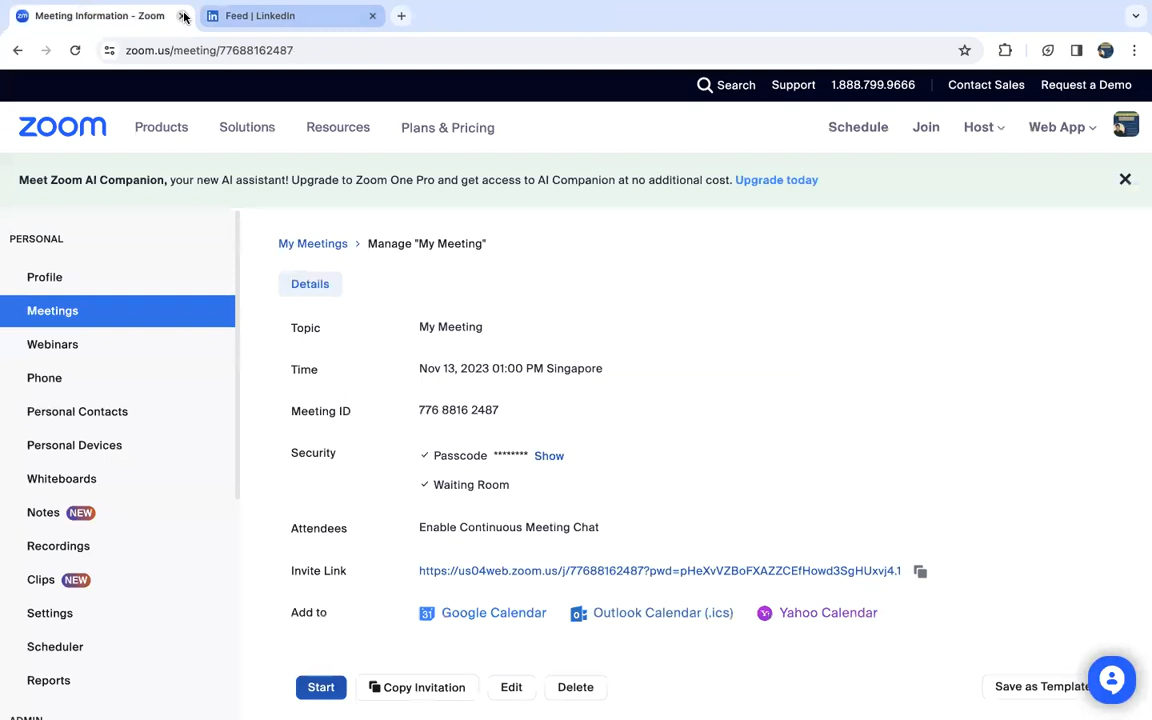 Meeting Information - Zoom
Feed | LinkedIn
zoom.us/meeting/77688162487
Search Support 1.888.799.9666 Contact Sales Request a Demo
zoom Products Solutions Resources Plans & Pricing Schedule Join Host Web App
Meet Zoom AI Companion, your new AI assistant! Upgrade to Zoom One Pro and get access to AI Companion at no additional cost. Upgrade today
PERSONAL
Profile
Meetings
Webinars
Phone
Personal Contacts
Personal Devices
Whiteboards
Notes NEW
Recordings
Clips NEW
Settings
Scheduler
Reports
ADMIN
My Meetings > Manage "My Meeting"
Details
Topic My Meeting
Time Nov 13, 2023 01:00 PM Singapore
Meeting ID 776 8816 2487
Security Passcode ******** Show
Waiting Room
Attendees Enable Continuous Meeting Chat
Invite Link https://us04web.zoom.us/j/77688162487?pwd=pHeXvVZBoFXAZZCEfHowd3SgHUxvj4.1
Add to 31 Google Calendar Outlook Calendar (.ics) Yahoo Calendar
Start Copy Invitation Edit Delete Save as Template